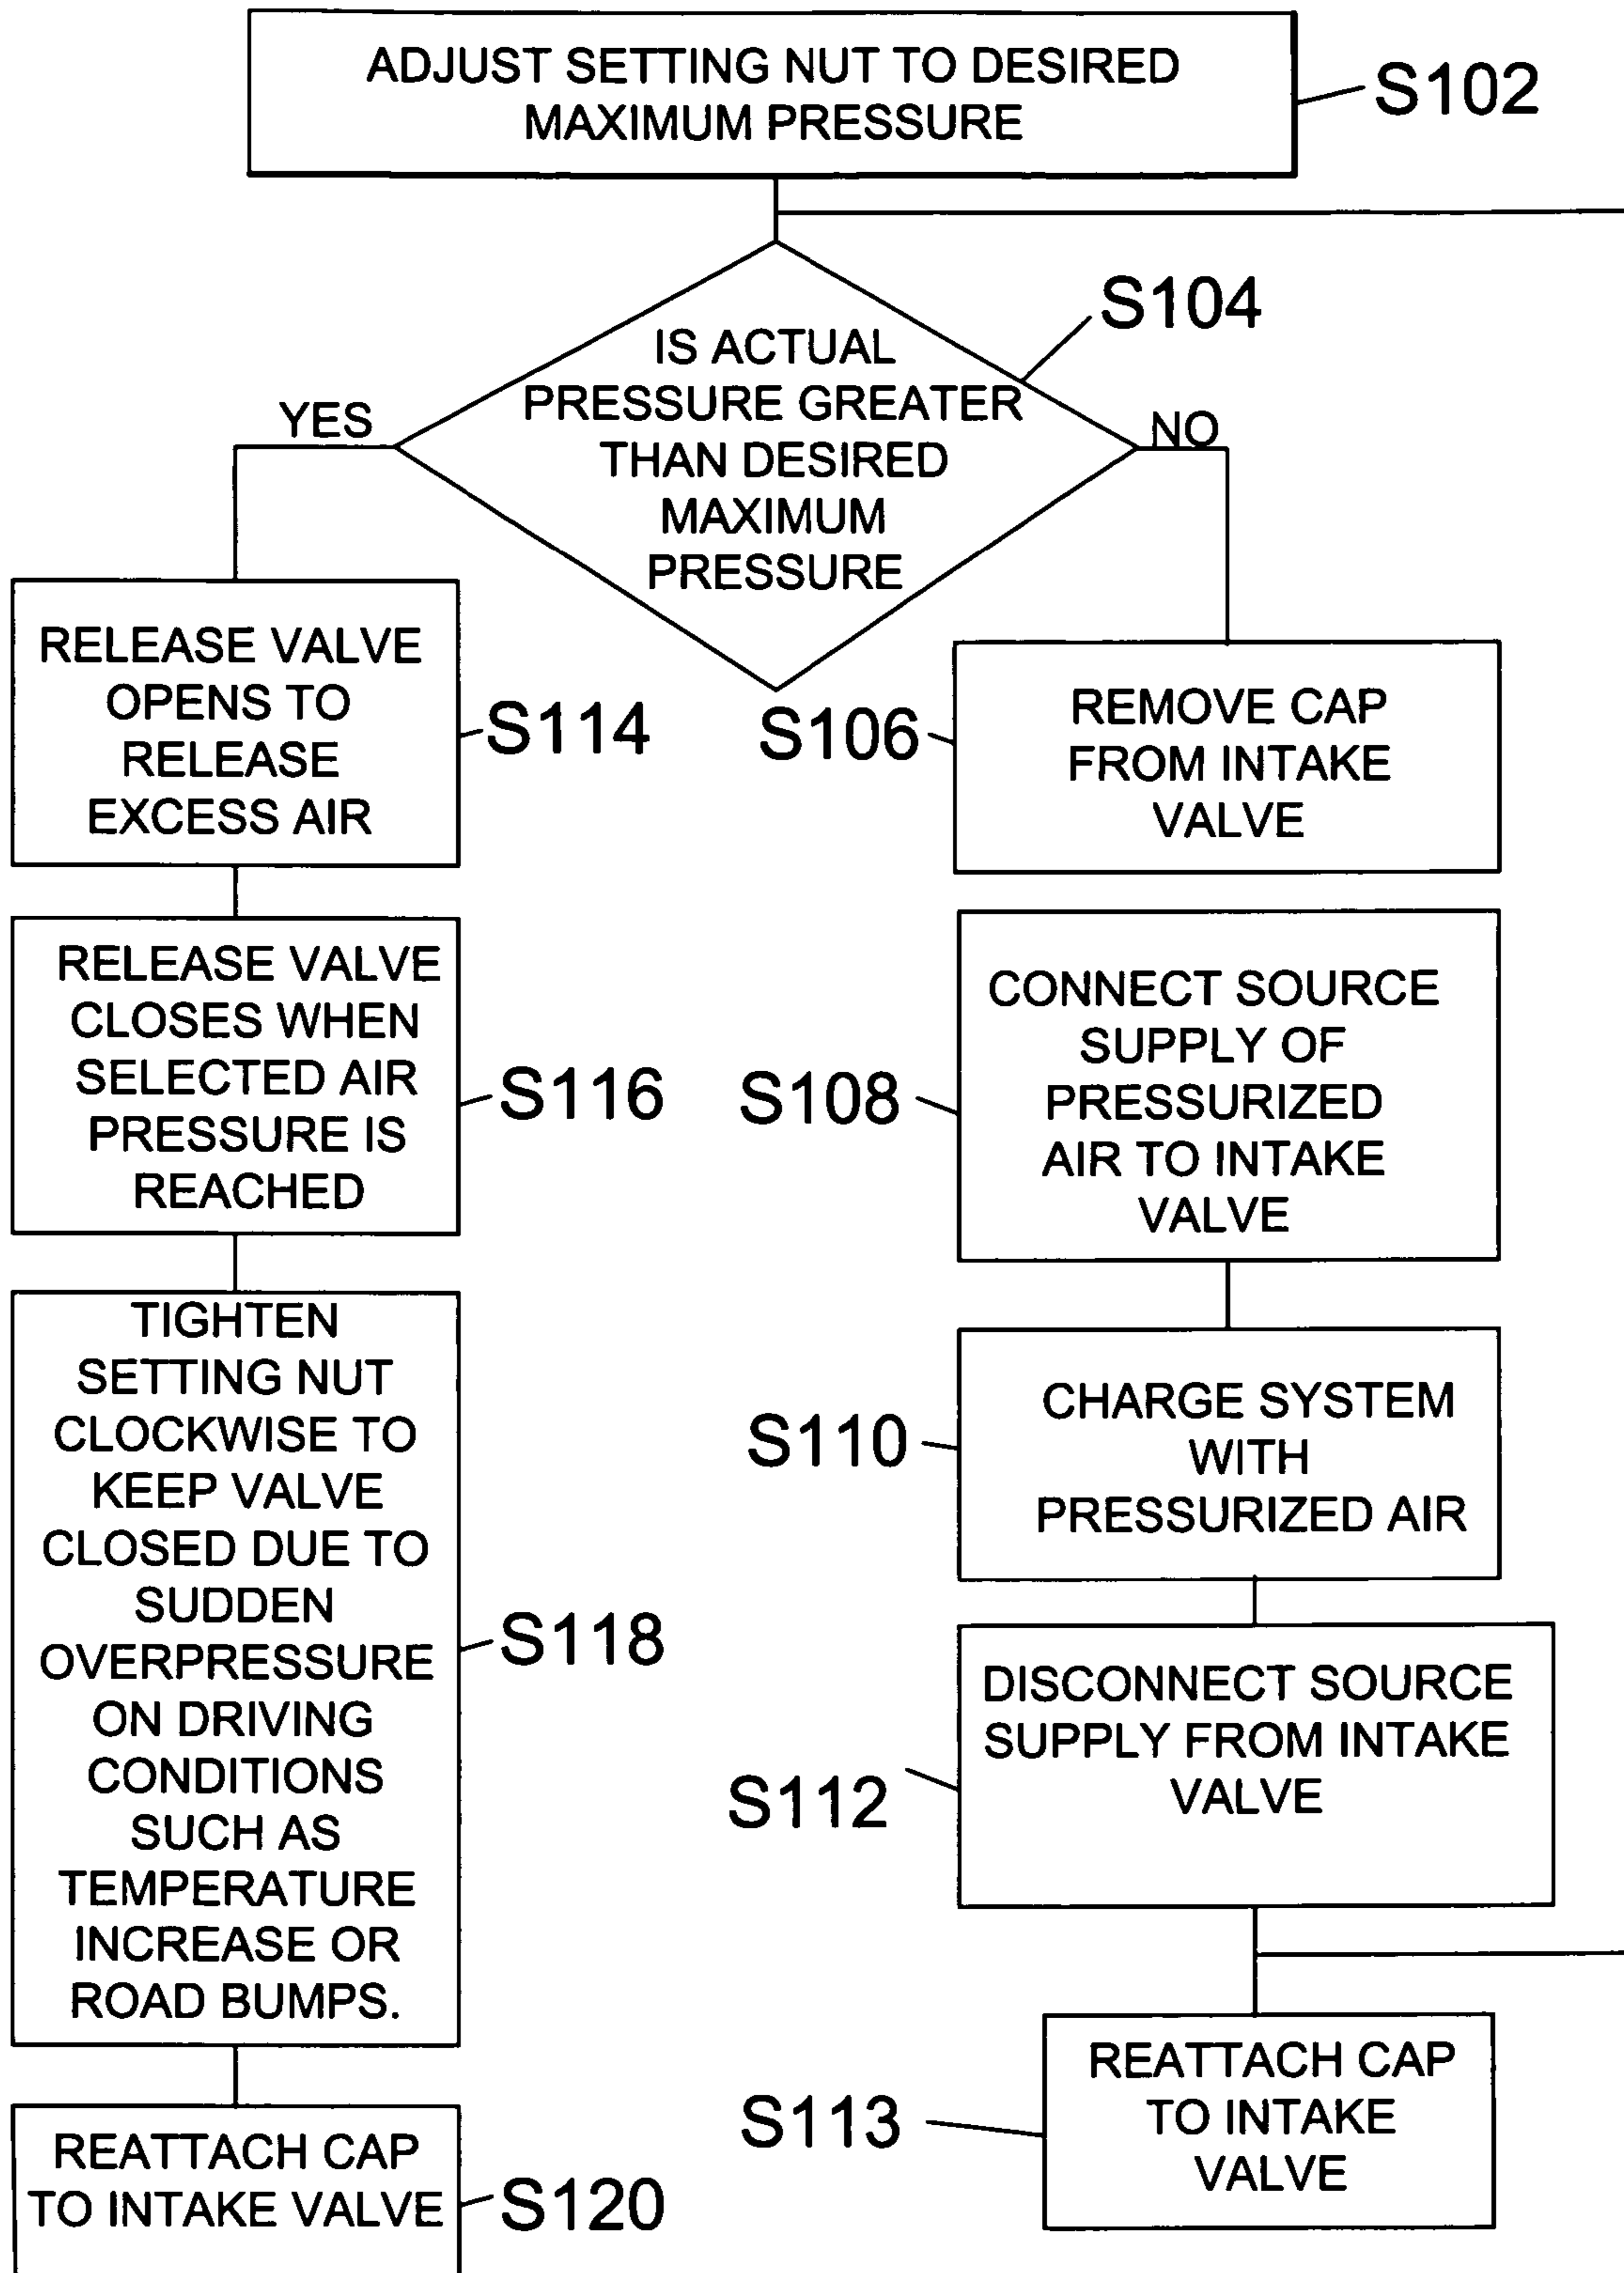 ADJUST SETTING NUT TO DESIRED
MAXIMUM PRESSURE
S102
IS ACTUAL
PRESSURE GREATER
THAN DESIRED
MAXIMUM
PRESSURE
S104
YES
NO
RELEASE VALVE
OPENS TO
RELEASE
EXCESS AIR
S114
RELEASE VALVE
CLOSES WHEN
SELECTED AIR
PRESSURE IS
REACHED
S116
TIGHTEN
SETTING NUT
CLOCKWISE TO
KEEP VALVE
CLOSED DUE TO
SUDDEN
OVERPRESSURE
ON DRIVING
CONDITIONS
SUCH AS
TEMPERATURE
INCREASE OR
ROAD BUMPS.
S118
REATTACH CAP
TO INTAKE VALVE
S120
S106
REMOVE CAP
FROM INTAKE
VALVE
S108
CONNECT SOURCE
SUPPLY OF
PRESSURIZED
AIR TO INTAKE
VALVE
S110
CHARGE SYSTEM
WITH
PRESSURIZED AIR
S112
DISCONNECT SOURCE
SUPPLY FROM INTAKE
VALVE
S113
REATTACH CAP
TO INTAKE
VALVE